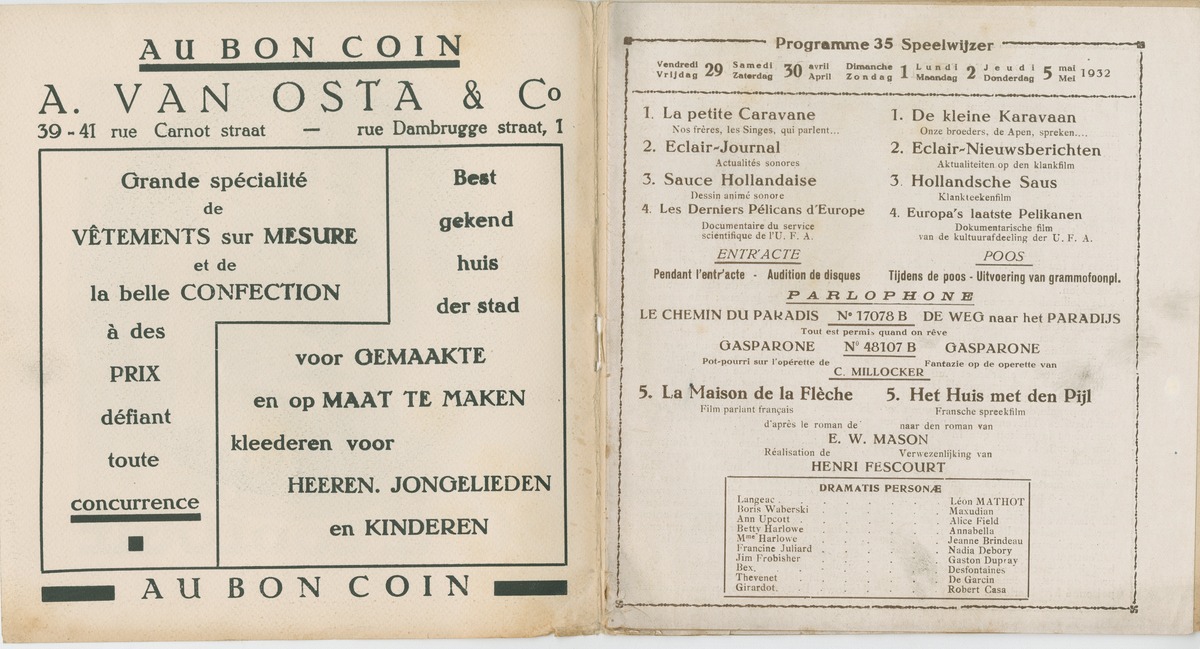 AU BON COIN
A. VAN OSTA & Co
39-41 rue Carnot straat — rue Dambrugge straat, 1
Grande spécialité
de
VÊTEMENTS sur MESURE
et de
la belle CONFECTION
à des
PRIX
défiant
toute
concurrence
Best
gekend
huis
der stad
voor GEMAAKTE
en op MAAT TE MAKEN
kleederen voor
HEEREN. JONGELIEDEN
en KINDEREN
AU BON COIN
Programme 35 Speelwijzer
Vendredi Vrijdag 29 Samedi Zaterdag 30 avril April Dimanche Zondag 1 Lundi Maandag 2 Jeudi Donderdag 5 mai Mei 1932
1. La petite Caravane
Nos frères, les Singes, qui parlent...
2. Eclair-Journal
Actualités sonores
3. Sauce Hollandaise
Dessin animé sonore
4. Les Derniers Pélicans d'Europe
Documentaire du service
scientifique de l'U. F. A.
ENTR'ACTE
Pendant l'entr'acte - Audition de disques
1. De kleine Karavaan
Onze broeders, de Apen, spreken....
2. Eclair-Nieuwsberichten
Aktualiteiten op den klankfilm
3. Hollandsche Saus
Klankteekenfilm
4. Europa's laatste Pelikanen
Dokumentarische film
van de kultuurafdeeling der U. F. A.
POOS
Tijdens de poos - Uitvoering van grammofoonpl.
PARLOPHONE
LE CHEMIN DU PARADIS No 17078 B DE WEG naar het PARADIJS
Tout est permis quand on rêve
GASPARONE No 48107 B GASPARONE
Pot-pourri sur l'opérette de Fantazie op de operette van
C. MILLOCKER
5. La Maison de la Flèche 5. Het Huis met den Pijl
Film parlant français Fransche spreekfilm
d'après le roman de naar den roman van
E. W. MASON
Réalisation de Verwezenlijking van
HENRI FESCOURT
DRAMATIS PERSONÆ
Langeac . . . . . . . Léon MATHOT
Boris Waberski . . . . . . Maxudian
Ann Upcott . . . . . . . Alice Field
Betty Harlowe . . . . . . Annabella
Mme Harlowe . . . . . . Jeanne Brindeau
Francine Juliard . . . . . . Nadia Debory
Jim Frobisher . . . . . . Gaston Dupray
Bex. . . . . . . . Desfontaines
Thevenet . . . . . . . De Garcin
Girardot. . . . . . . Robert Casa